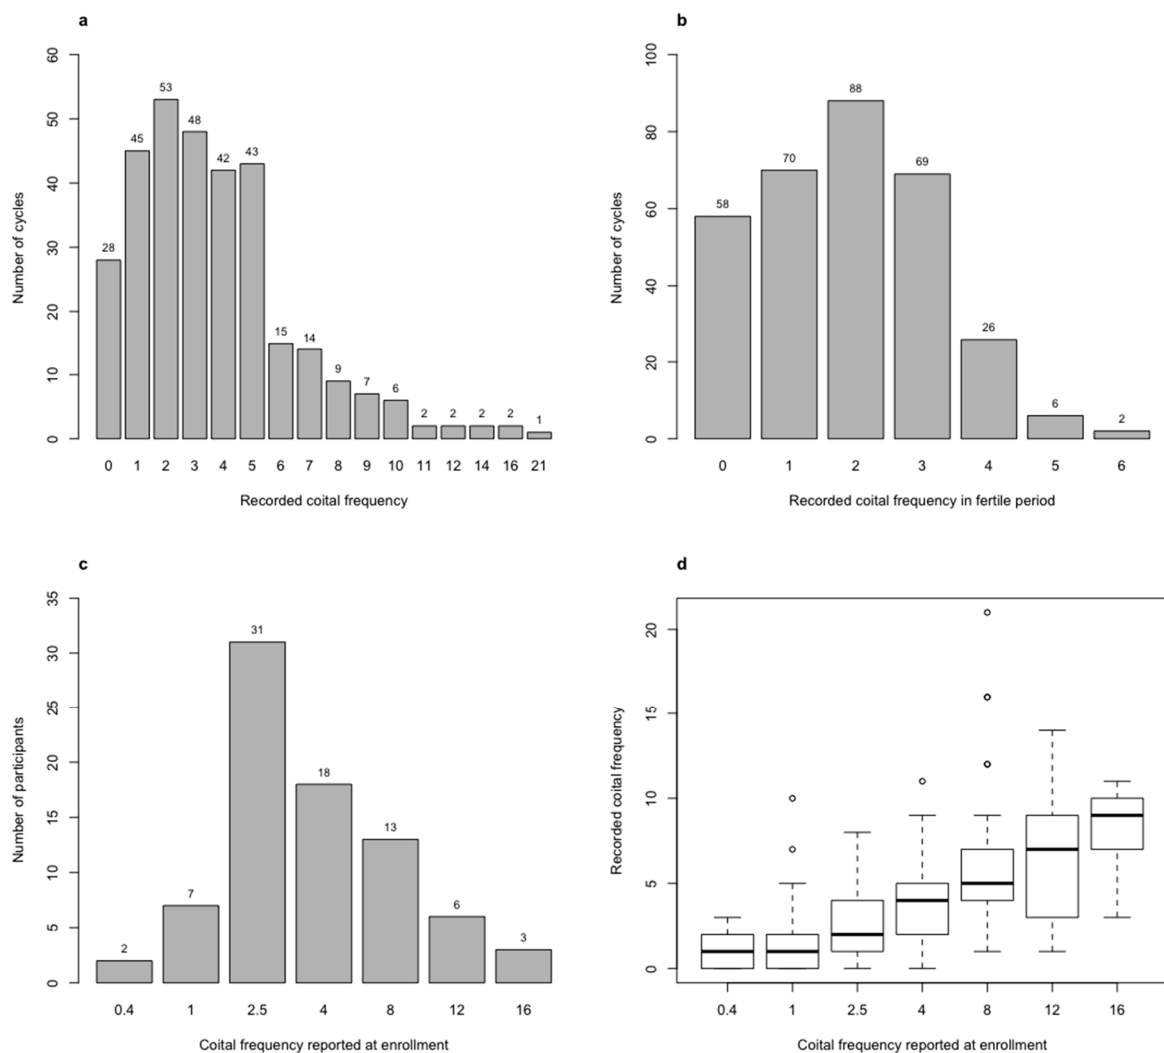 a
60
50
40
30
20
10
0
Number of cycles
28 45 53 48 42 43 15 14 9 7 6 2 2 2 2 1
0 1 2 3 4 5 6 7 8 9 10 11 12 14 16 21
Recorded coital frequency
b
100
80
60
40
20
0
Number of cycles
58 70 88 69 26 6 2
0 1 2 3 4 5 6
Recorded coital frequency in fertile period
c
35
30
25
20
15
10
5
0
Number of participants
2 7 31 18 13 6 3
0.4 1 2.5 4 8 12 16
Coital frequency reported at enrollment
d
20
15
10
5
0
Recorded coital frequency
0.4 1 2.5 4 8 12 16
Coital frequency reported at enrollment